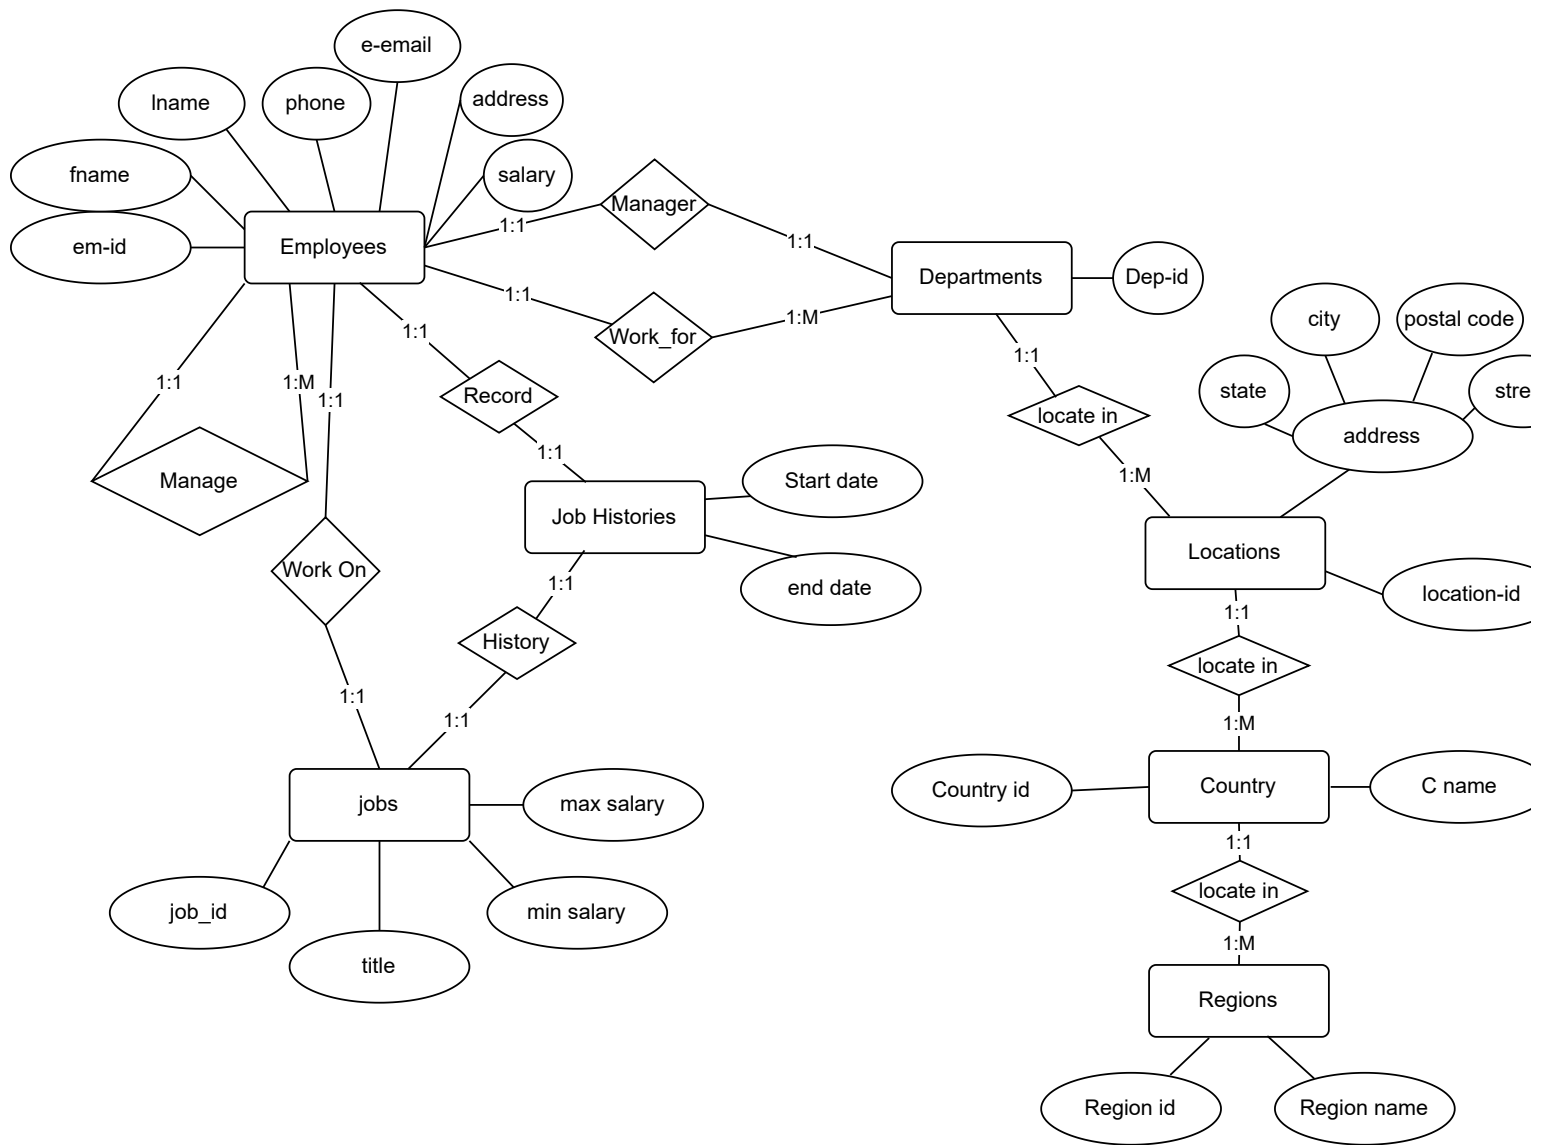 e-email
lname
phone
address
fname
salary
em-id
Employees
1:1
Manager
1:1
Departments
Dep-id
1:1
Work_for
1:M
city
postal code
state
stre
address
1:1
locate in
1:M
1:1
Record
1:1
1:1
1:M
1:1
Manage
Job Histories
Start date
end date
Locations
location-id
Work On
1:1
History
1:1
1:1
1:1
locate in
1:M
jobs
max salary
job_id
min salary
title
Country id
Country
C name
1:1
locate in
1:M
Regions
Region id
Region name